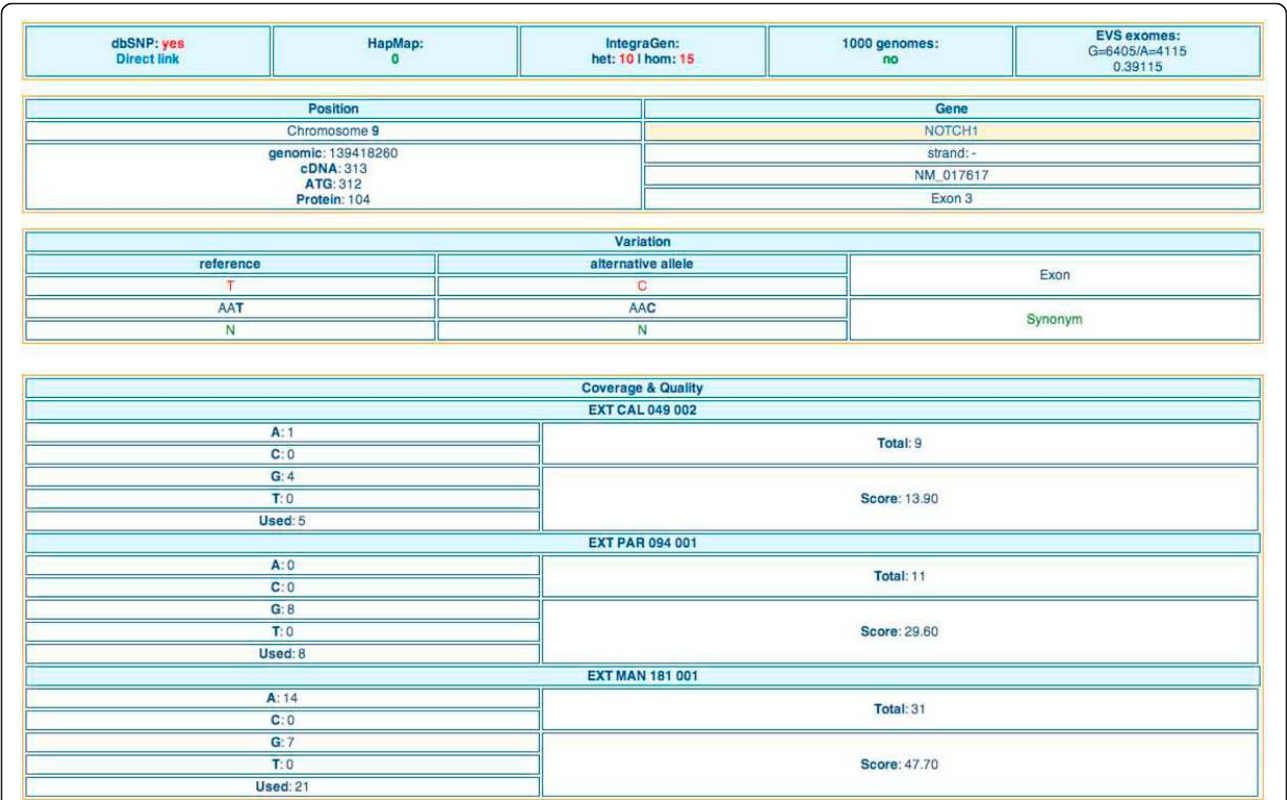 dbSNP: yes
Direct link
HapMap:
0
IntegraGen:
het: 10 I hom: 15
1000 genomes:
no
EVS exomes:
G=6405/A=4115
0.39115
Position
Gene
Chromosome 9
NOTCH1
genomic: 139418260
cDNA: 313
ATG: 312
Protein: 104
strand: -
NM_017617
Exon 3
Variation
reference
alternative allele
Exon
T
C
AAT
AAC
Synonym
N
N
Coverage & Quality
EXT CAL 049 002
A: 1
C: 0
Total: 9
G: 4
T: 0
Used: 5
Score: 13.90
EXT PAR 094 001
A: 0
C: 0
Total: 11
G: 8
T: 0
Used: 8
Score: 29.60
EXT MAN 181 001
A: 14
C: 0
Total: 31
G: 7
T: 0
Used: 21
Score: 47.70